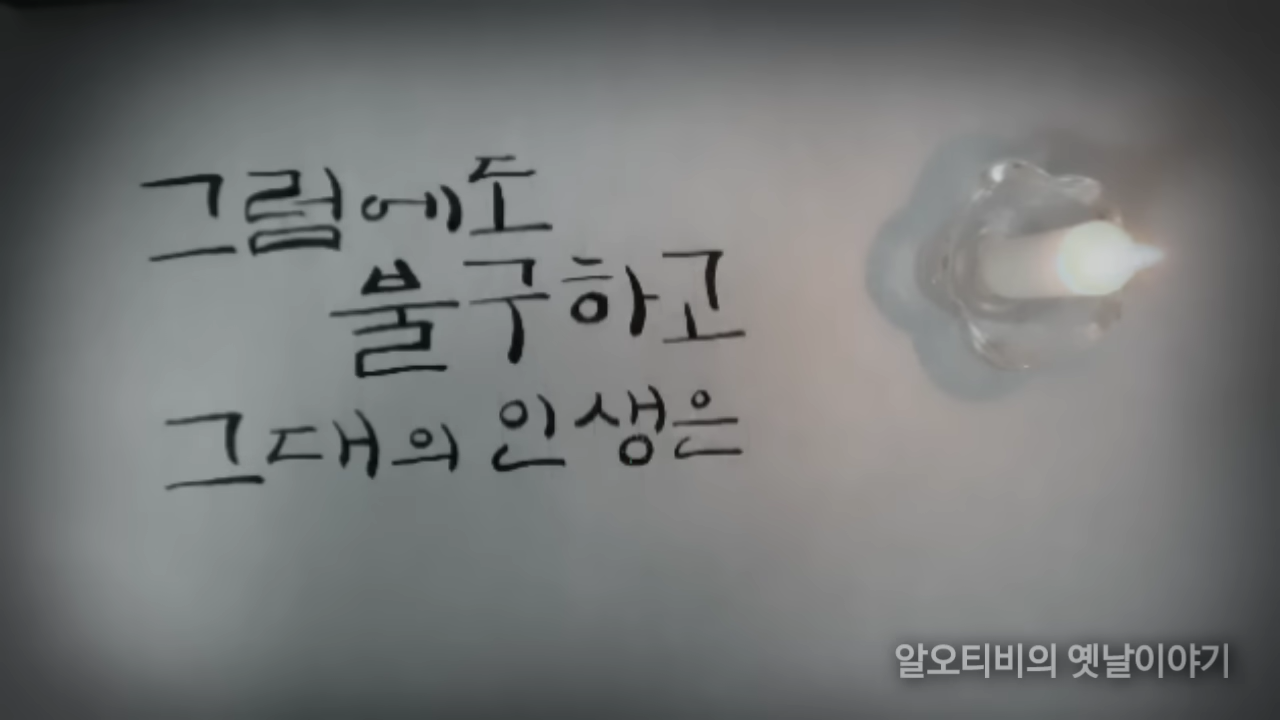 그럼에도
불구하고
그대의 인생은
알오티비의 옛날이야기